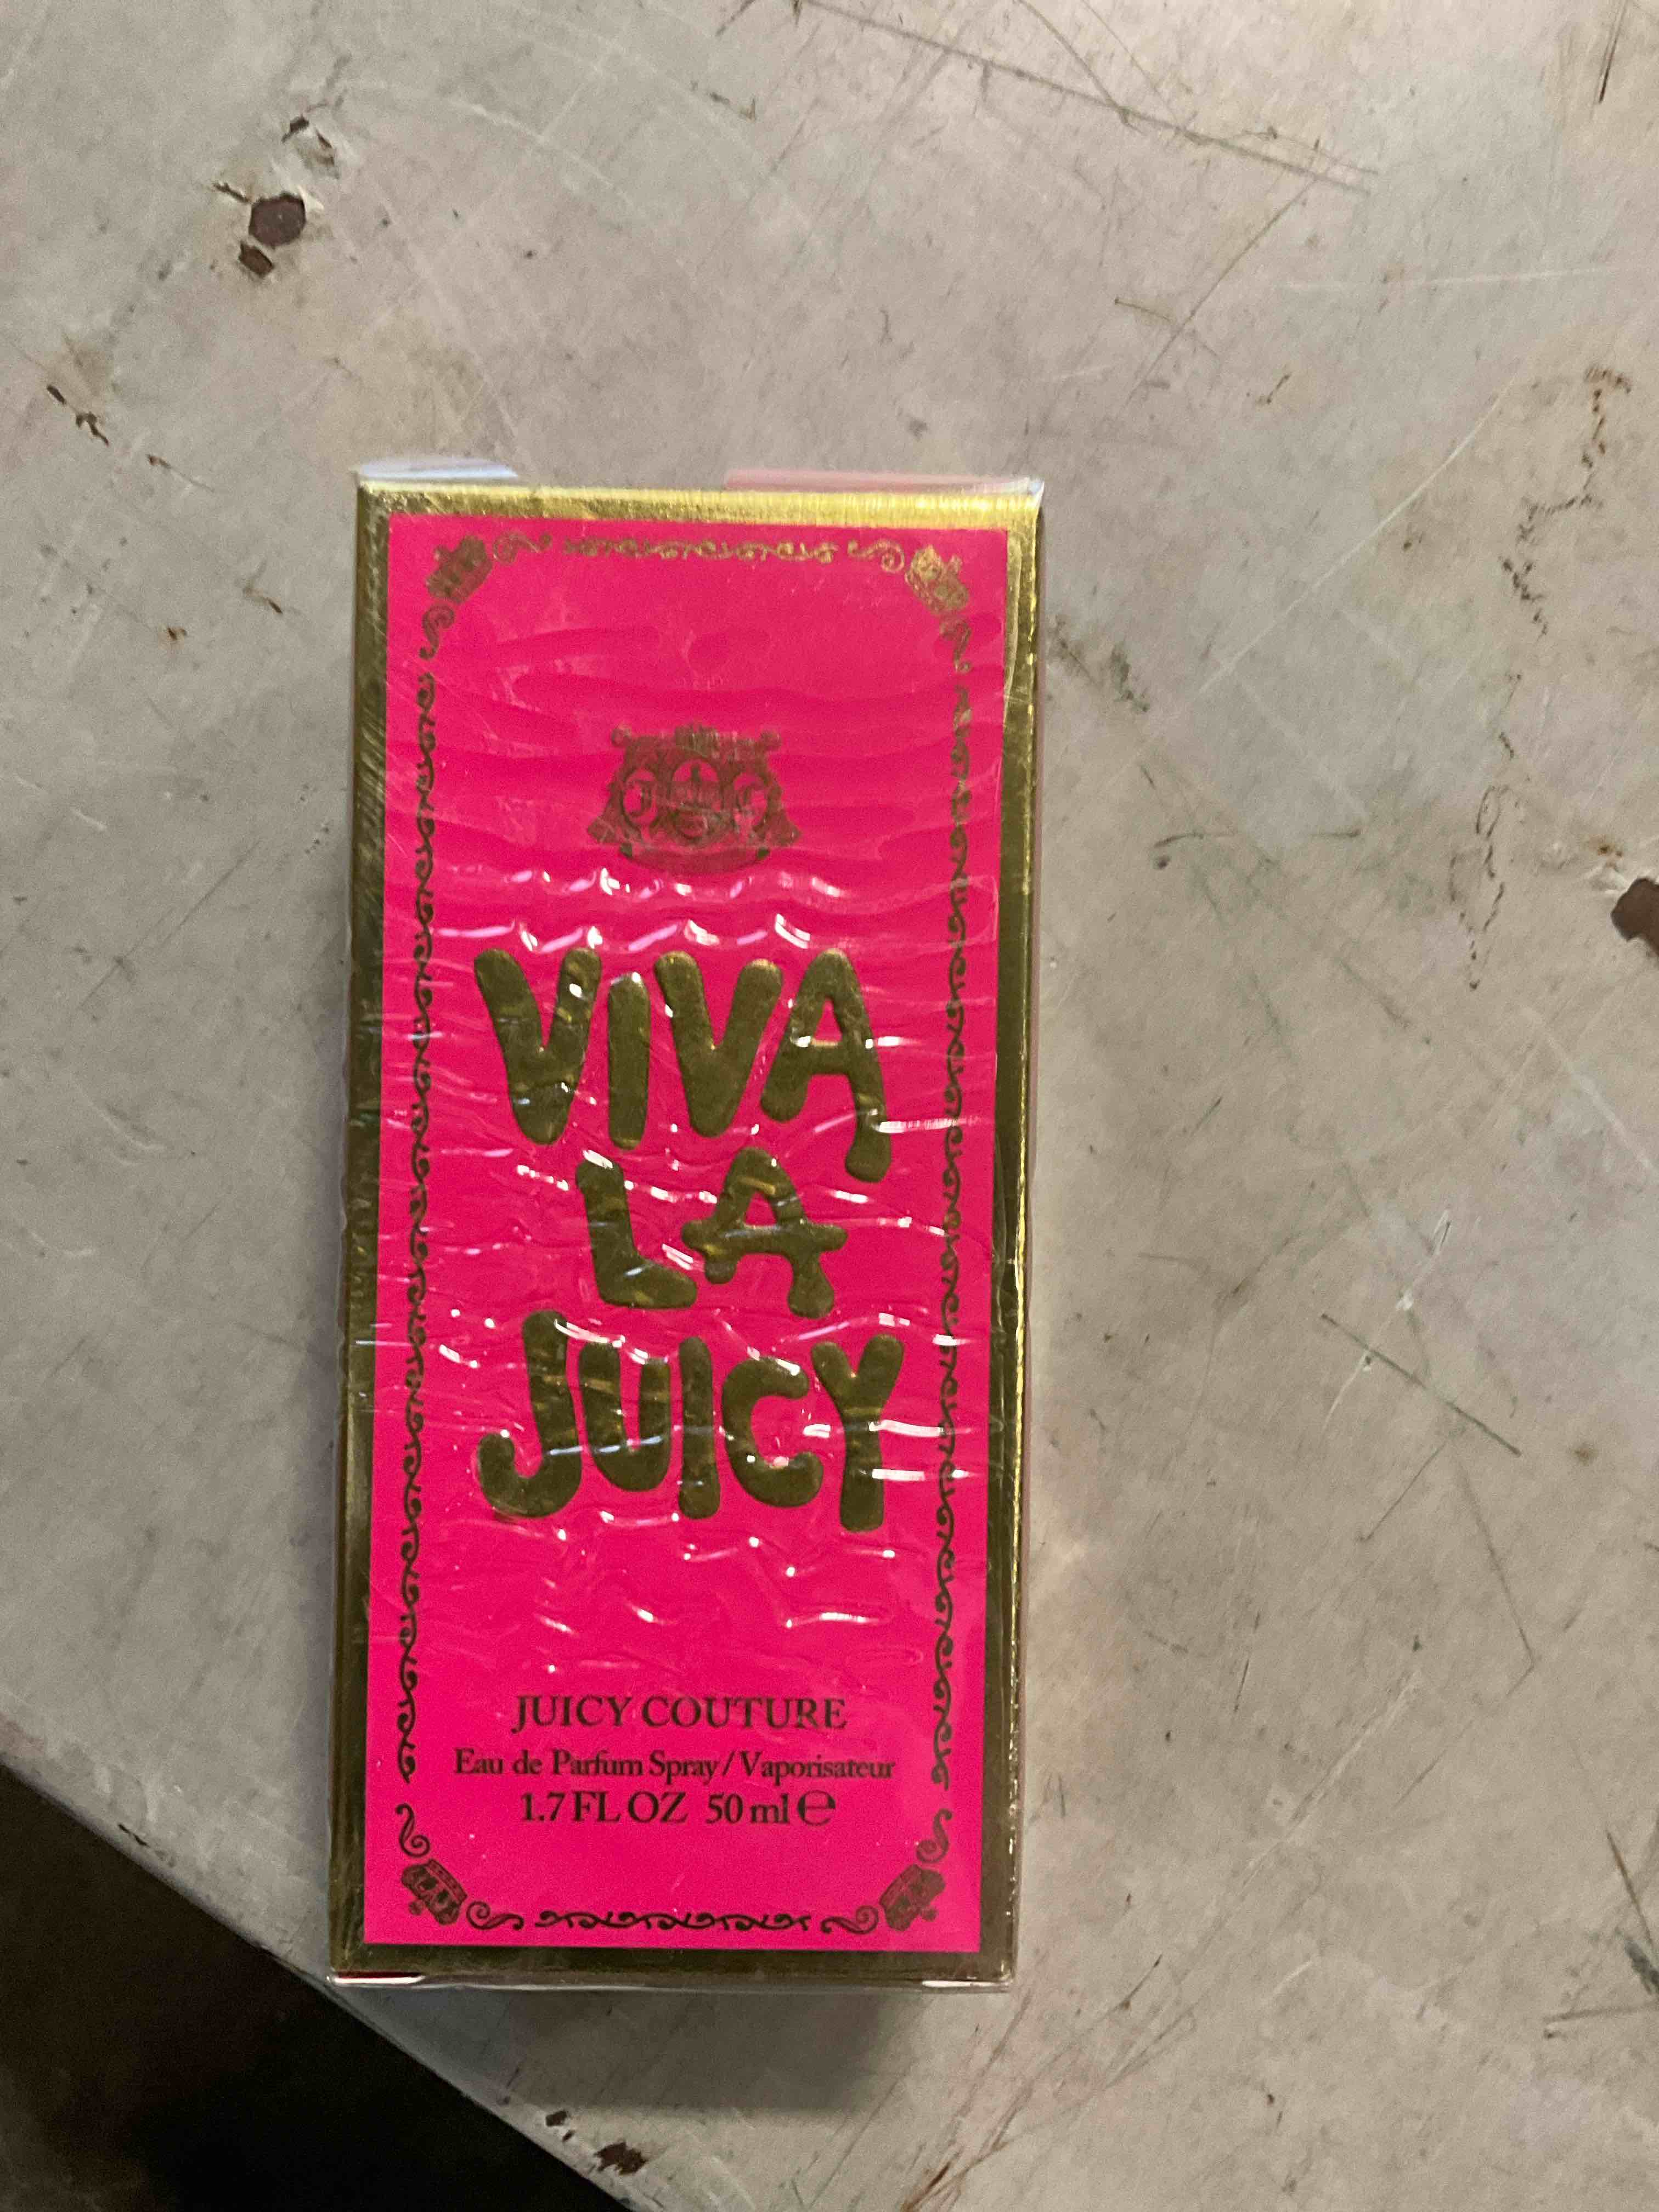 VIVA
LA
JUICY
JUICY COUTURE
Eau de Parfum Spray / Vaporisateur
1.7 FL OZ 50 ml ℮